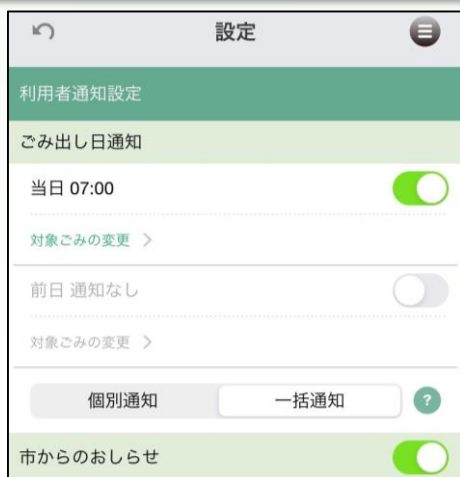 設定
利用者通知設定
ごみ出し日通知
当日 07:00
対象ごみの変更 >
前日 通知なし
対象ごみの変更 >
個別通知 一括通知 ?
市からのおしらせ